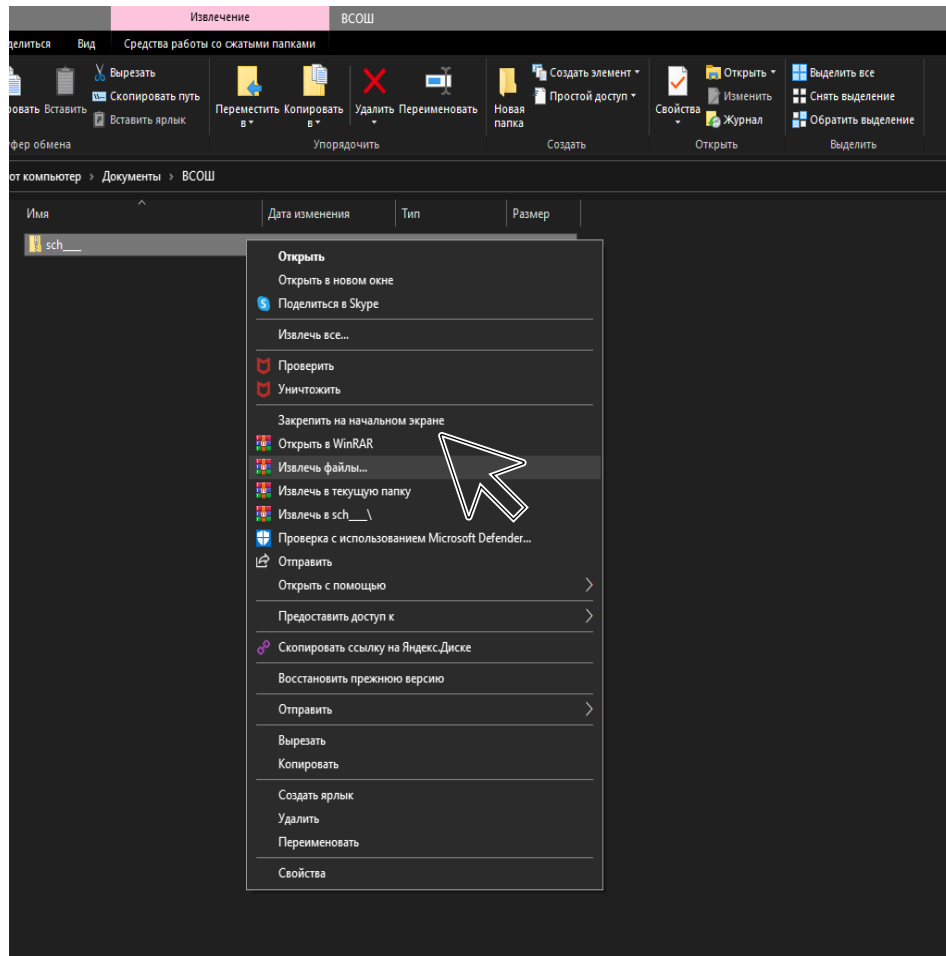 Извлечение
ВСОШ
делиться
Вид
Средства работы со сжатыми папками
Вырезать
Скопировать путь
Вставить ярлык
ровать
Вставить
Переместить в
Копировать в
Удалить
Переименовать
Новая папка
Создать элемент
Простой доступ
Свойства
Открыть
Изменить
Журнал
Выделить все
Снять выделение
Обратить выделение
фер обмена
Упорядочить
Создать
Открыть
Выделить
от компьютер > Документы > ВСОШ
Имя
Дата изменения
Тип
Размер
sch___
Открыть
Открыть в новом окне
Поделиться в Skype
Извлечь все...
Проверить
Уничтожить
Закрепить на начальном экране
Открыть в WinRAR
Извлечь файлы...
Извлечь в текущую папку
Извлечь в sch___\
Проверка с использованием Microsoft Defender...
Отправить
Открыть с помощью
Предоставить доступ к
Скопировать ссылку на Яндекс.Диске
Восстановить прежнюю версию
Отправить
Вырезать
Копировать
Создать ярлык
Удалить
Переименовать
Свойства